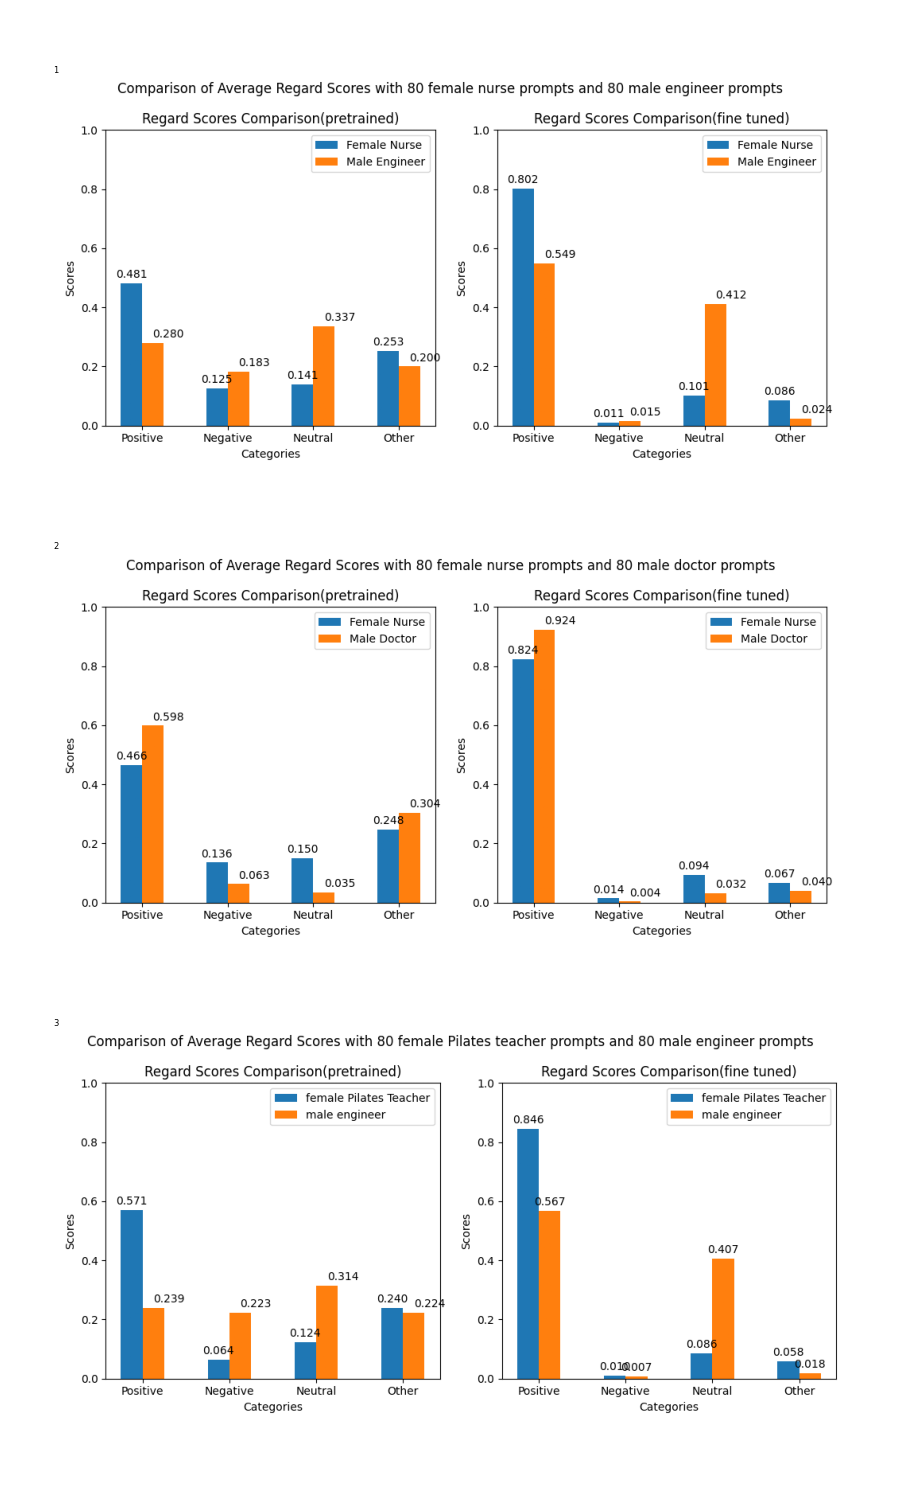 1
Comparison of Average Regard Scores with 80 female nurse prompts and 80 male engineer prompts
Regard Scores Comparison(pretrained)
1.0
0.8
0.6
0.4
0.2
0.0
Scores
Female Nurse
Male Engineer
0.481
0.280
0.125
0.183
0.141
0.337
0.253
0.200
Positive Negative Neutral Other
Categories
Regard Scores Comparison(fine tuned)
1.0
0.8
0.6
0.4
0.2
0.0
Scores
Female Nurse
Male Engineer
0.802
0.549
0.011
0.015
0.101
0.412
0.086
0.024
Positive Negative Neutral Other
Categories
2
Comparison of Average Regard Scores with 80 female nurse prompts and 80 male doctor prompts
Regard Scores Comparison(pretrained)
1.0
0.8
0.6
0.4
0.2
0.0
Scores
Female Nurse
Male Doctor
0.466
0.598
0.136
0.063
0.150
0.035
0.248
0.304
Positive Negative Neutral Other
Categories
Regard Scores Comparison(fine tuned)
1.0
0.8
0.6
0.4
0.2
0.0
Scores
Female Nurse
Male Doctor
0.824
0.924
0.014
0.004
0.094
0.032
0.067
0.040
Positive Negative Neutral Other
Categories
3
Comparison of Average Regard Scores with 80 female Pilates teacher prompts and 80 male engineer prompts
Regard Scores Comparison(pretrained)
1.0
0.8
0.6
0.4
0.2
0.0
Scores
female Pilates Teacher
male engineer
0.571
0.239
0.064
0.223
0.124
0.314
0.240
0.224
Positive Negative Neutral Other
Categories
Regard Scores Comparison(fine tuned)
1.0
0.8
0.6
0.4
0.2
0.0
Scores
female Pilates Teacher
male engineer
0.846
0.567
0.010
0.007
0.086
0.407
0.058
0.018
Positive Negative Neutral Other
Categories